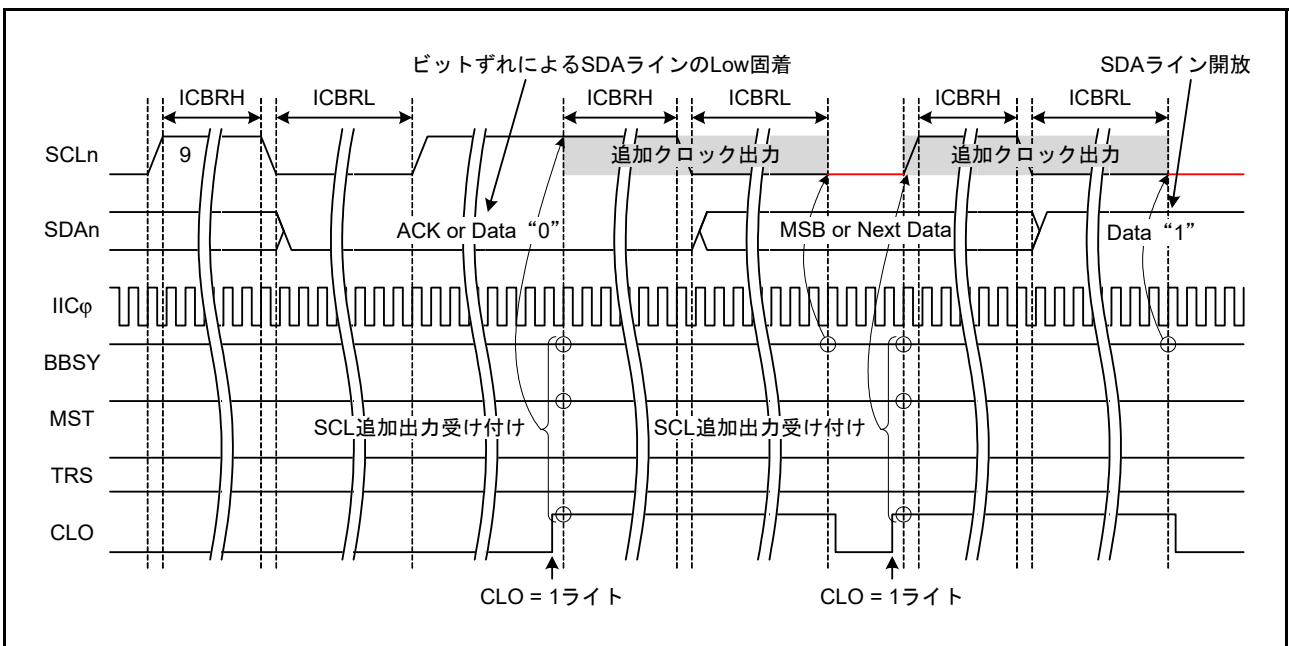 ビットずれによるSDAラインのLow固着
SDAライン開放
ICBRH
ICBRL
ICBRH
ICBRL
ICBRH
ICBRL
SCLn
9
追加クロック出力
追加クロック出力
SDAn
ACK or Data “0”
MSB or Next Data
Data “1”
IICφ
BBSY
MST
SCL追加出力受け付け
SCL追加出力受け付け
TRS
CLO
CLO = 1ライト
CLO = 1ライト